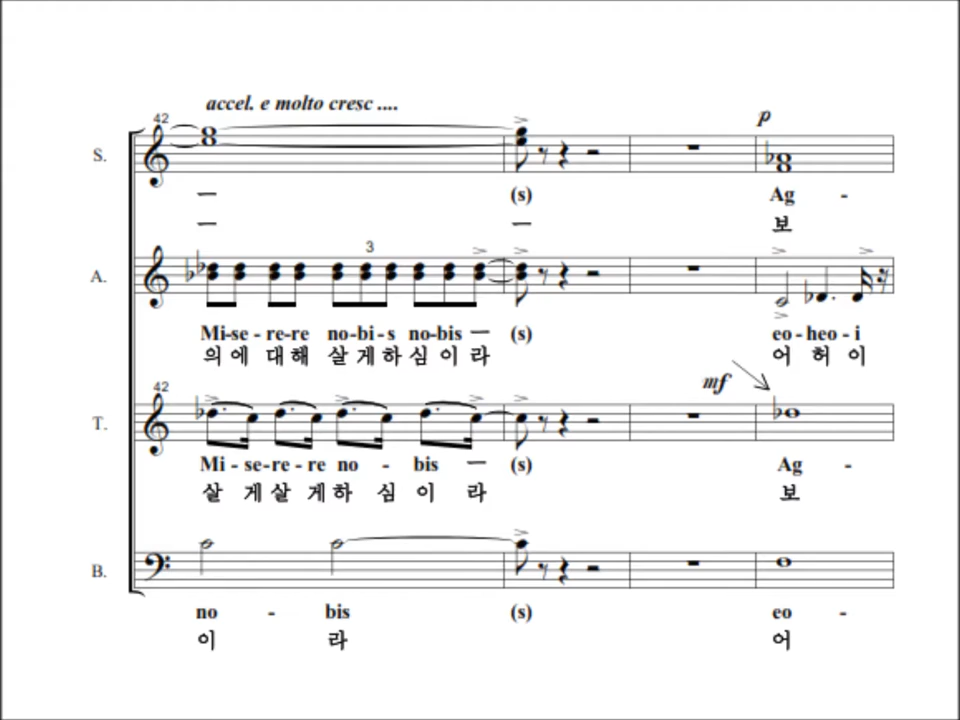 accel. e molto cresc ....
42
p
S.
– (s) Ag -
– – 보
3
A.
Mi-se - re-re no-bi-s no-bis – (s) eo-heo-i
의에 대해 살게하심이라 어 허 이
42
mf
T.
Mi - se-re - re no - bis – (s) Ag -
살 게살 게하 심 이 라 보
B.
no - bis (s) eo -
이 라 어